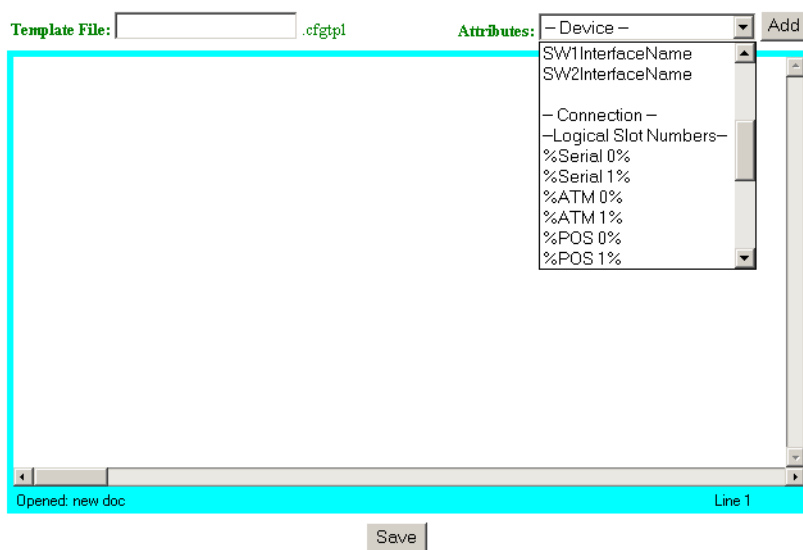 Template File: .cfgtpl Attributes: – Device – Add
SW1InterfaceName
SW2InterfaceName
– Connection –
–Logical Slot Numbers–
%Serial 0%
%Serial 1%
%ATM 0%
%ATM 1%
%POS 0%
%POS 1%
Opened: new doc Line 1
Save